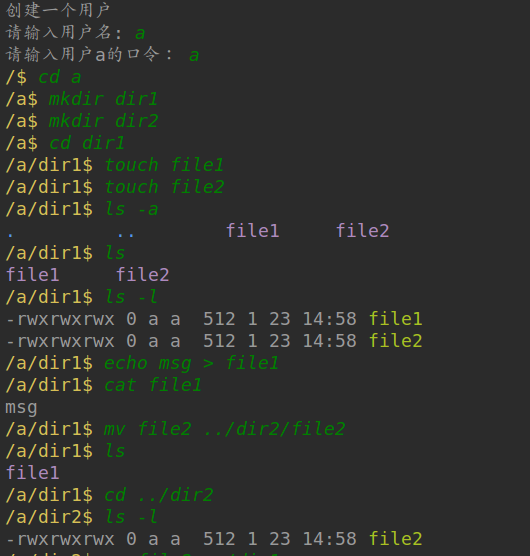 创建一个用户
请输入用户名: a
请输入用户a的口令： a
/$ cd a
/a$ mkdir dir1
/a$ mkdir dir2
/a$ cd dir1
/a/dir1$ touch file1
/a/dir1$ touch file2
/a/dir1$ ls -a
. .. file1 file2
/a/dir1$ ls
file1 file2
/a/dir1$ ls -l
-rwxrwxrwx 0 a a 512 1 23 14:58 file1
-rwxrwxrwx 0 a a 512 1 23 14:58 file2
/a/dir1$ echo msg > file1
/a/dir1$ cat file1
msg
/a/dir1$ mv file2 ../dir2/file2
/a/dir1$ ls
file1
/a/dir1$ cd ../dir2
/a/dir2$ ls -l
-rwxrwxrwx 0 a a 512 1 23 14:58 file2